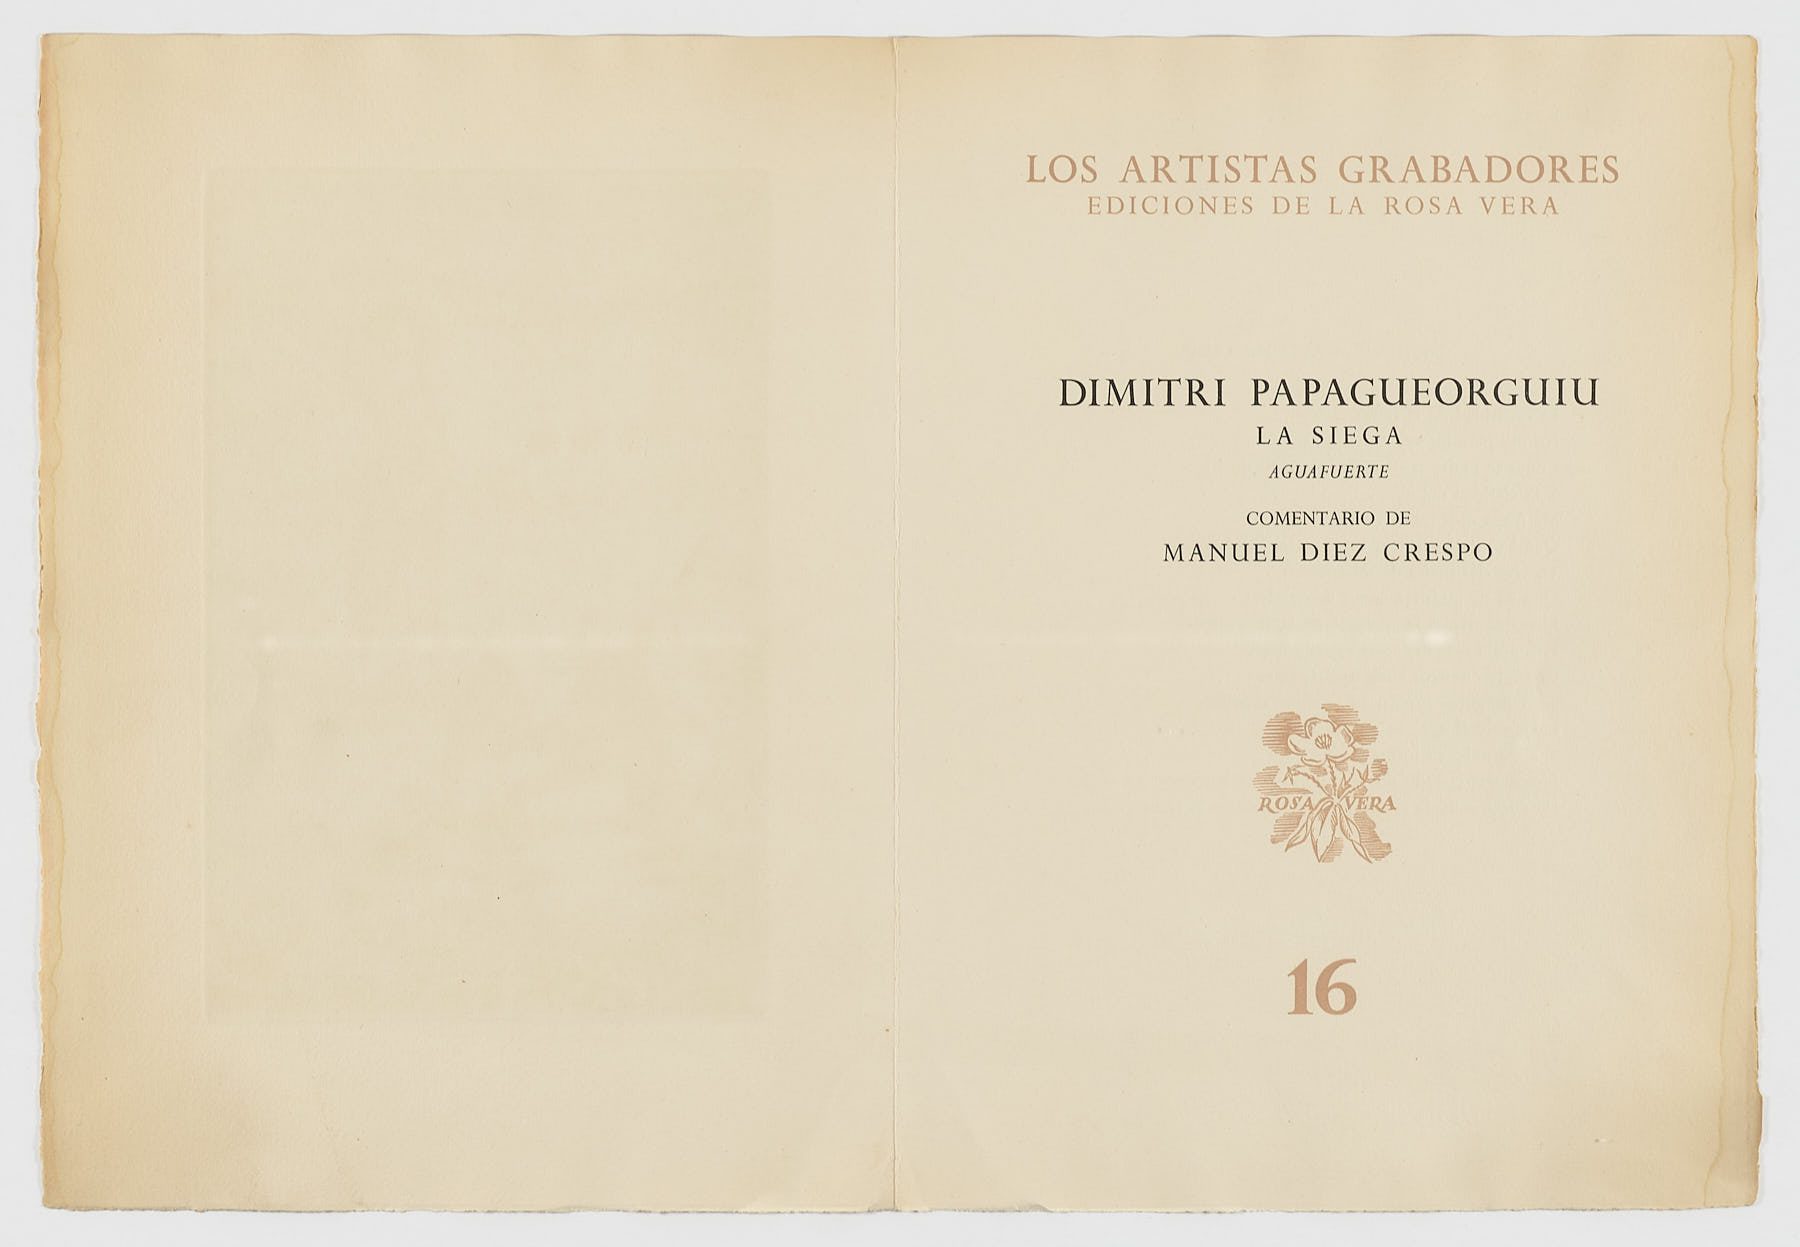 LOS ARTISTAS GRABADORES
EDICIONES DE LA ROSA VERA
DIMITRI PAPAGUEORGUIU
LA SIEGA
AGUAFUERTE
COMENTARIO DE
MANUEL DIEZ CRESPO
ROSA VERA
16